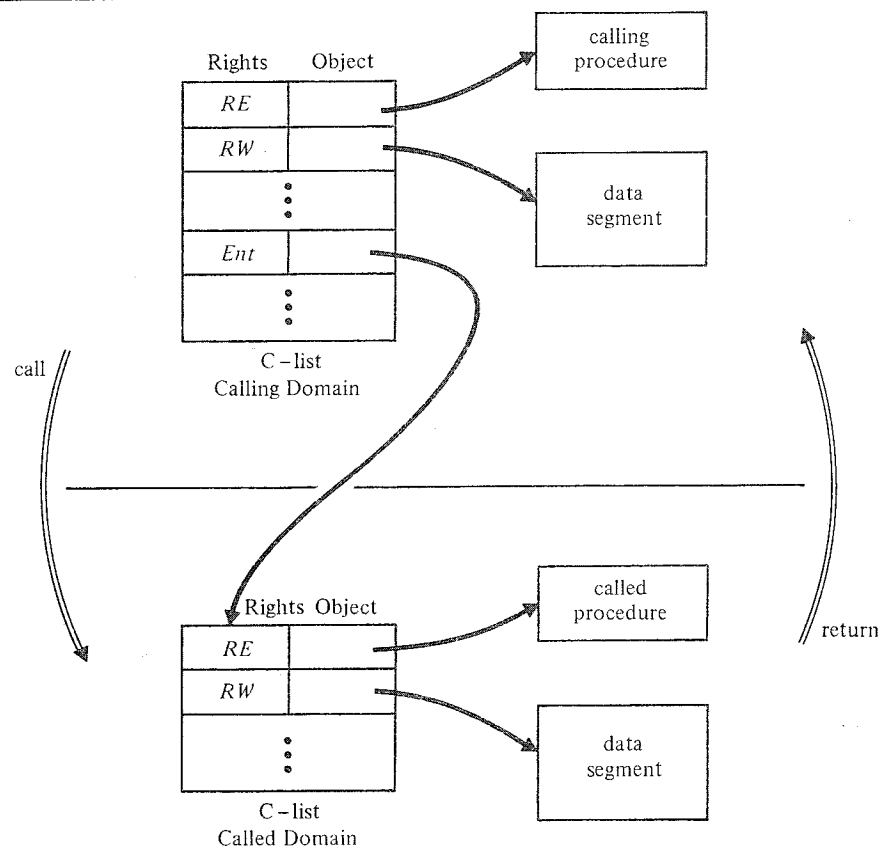 calling
procedure
Rights Object
RE
RW
data
segment
Ent
C-list
Calling Domain
call
called
procedure
Rights Object
RE
return
RW
data
segment
C-list
Called Domain